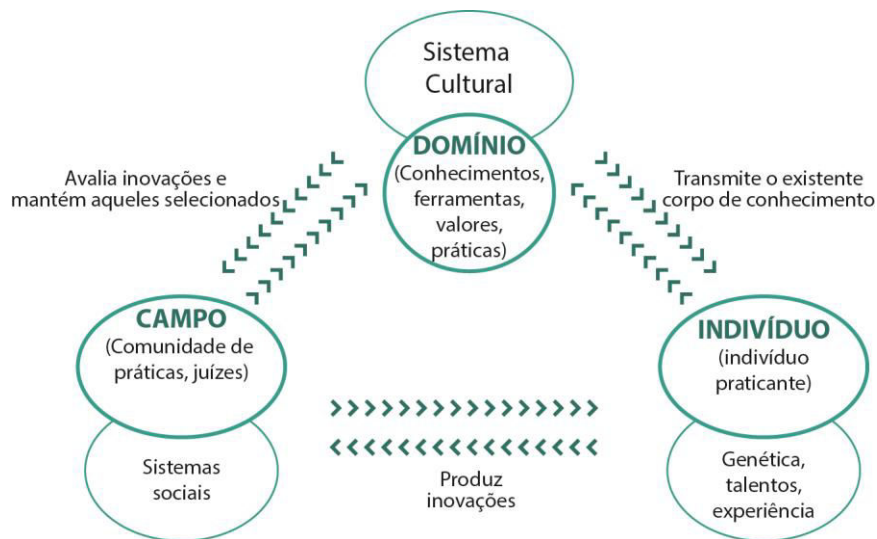 Sistema
Cultural
DOMÍNIO
(Conhecimentos,
ferramentas,
valores,
práticas)
Avalia inovações e
mantém aqueles selecionados
Transmite o existente
corpo de conhecimento
CAMPO
(Comunidade de
práticas, juízes)
Sistemas
sociais
INDIVÍDUO
(indivíduo
praticante)
Genética,
talentos,
experiência
Produz
inovações